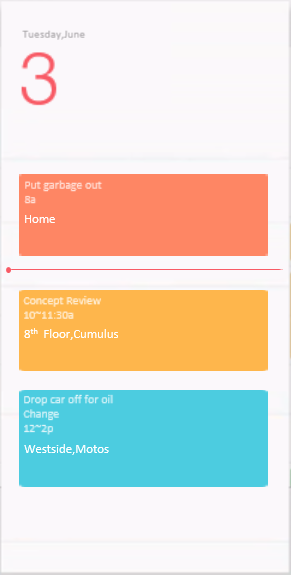 Tuesday,June
3
Put garbage out
8a
Home
Concept Review
10~11:30a
8th Floor,Cumulus
Drop car off for oil
Change
12~2p
Westside,Motos